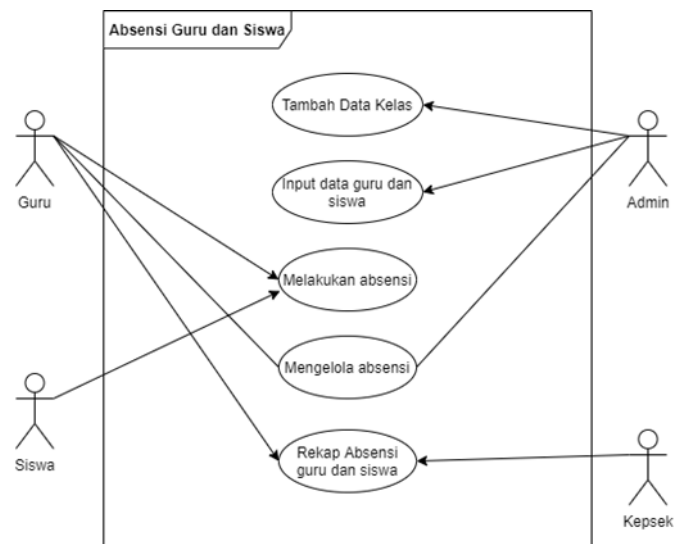 Absensi Guru dan Siswa
Tambah Data Kelas
Guru
Input data guru dan
siswa
Admin
Melakukan absensi
Mengelola absensi
Siswa
Rekap Absensi
guru dan siswa
Kepsek